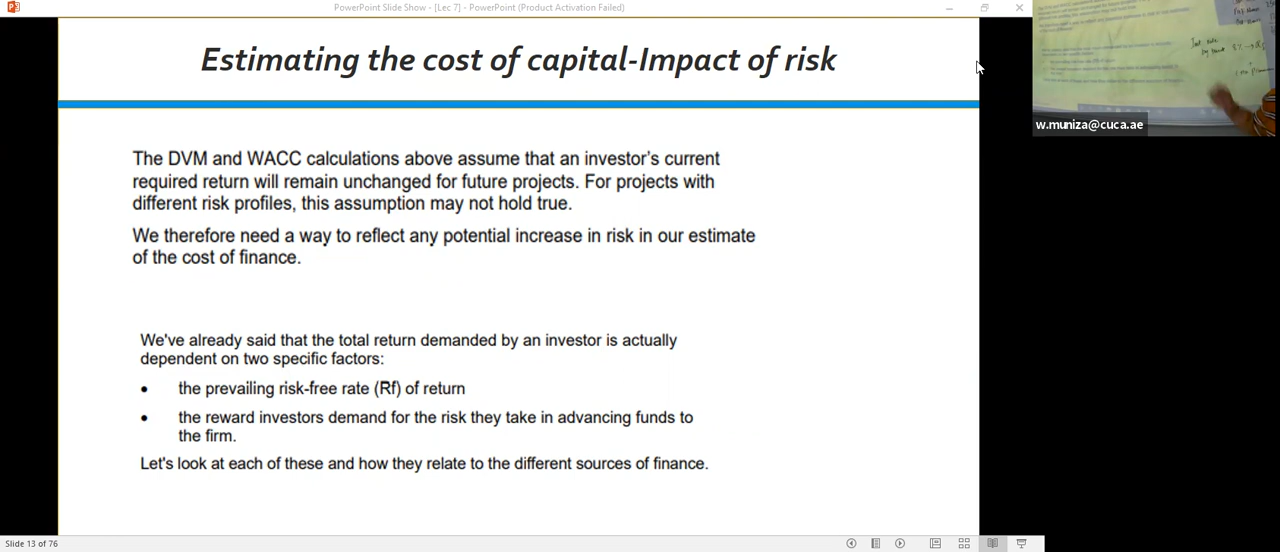 PowerPoint Slide Show - [Lec 7] - PowerPoint (Product Activation Failed)
Estimating the cost of capital-Impact of risk
w.muniza@cuca.ae
The DVM and WACC calculations above assume that an investor's current
required return will remain unchanged for future projects. For projects with
different risk profiles, this assumption may not hold true.
We therefore need a way to reflect any potential increase in risk in our estimate
of the cost of finance.
We've already said that the total return demanded by an investor is actually
dependent on two specific factors:
• the prevailing risk-free rate (Rf) of return
• the reward investors demand for the risk they take in advancing funds to
the firm.
Let's look at each of these and how they relate to the different sources of finance.
Slide 13 of 76